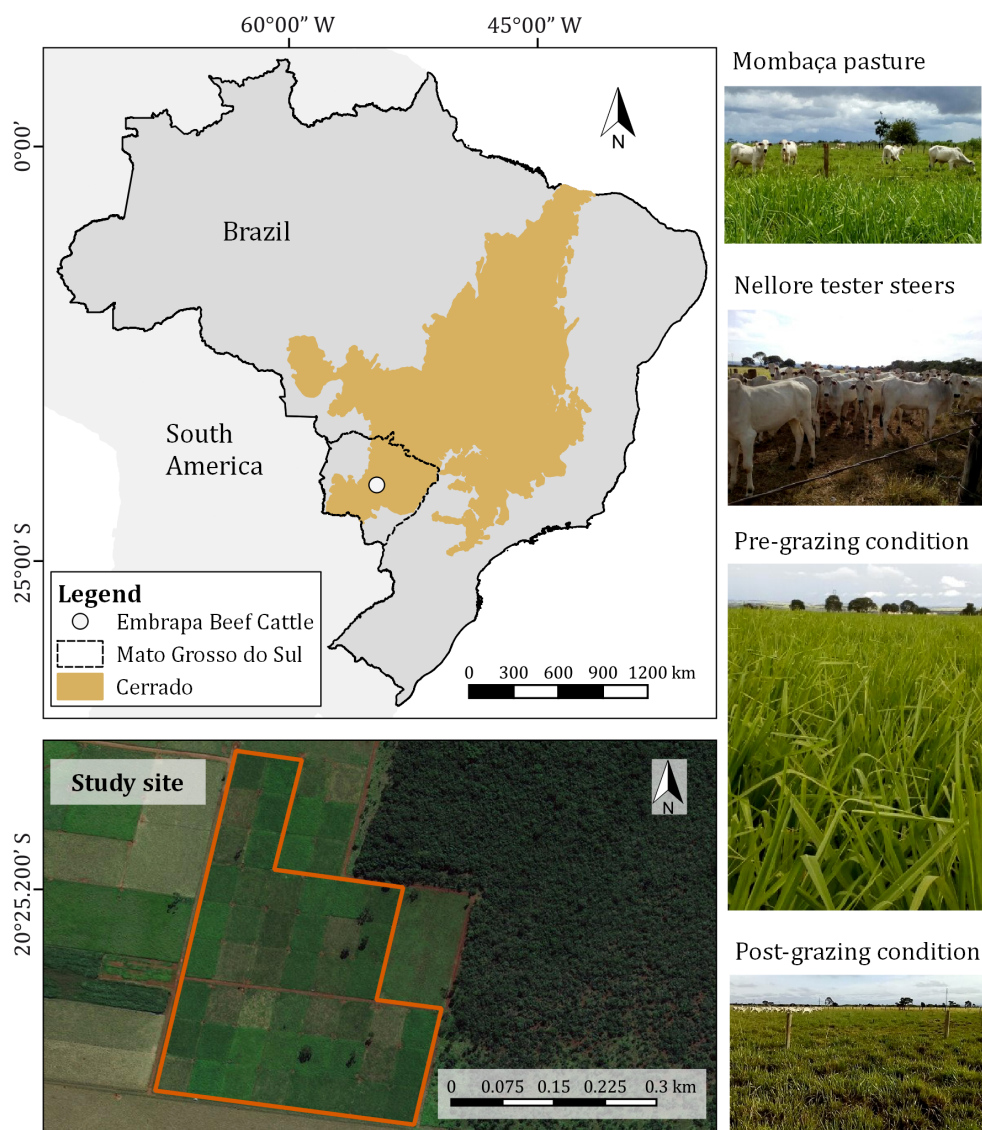 60°00” W
45°00” W
0°00′
25°00′ S
N
Brazil
South
America
Legend
Embrapa Beef Cattle
Mato Grosso do Sul
Cerrado
0 300 600 900 1200 km
Study site
N
20°25.200′ S
0 0.075 0.15 0.225 0.3 km
Mombaça pasture
Nellore tester steers
Pre-grazing condition
Post-grazing condition